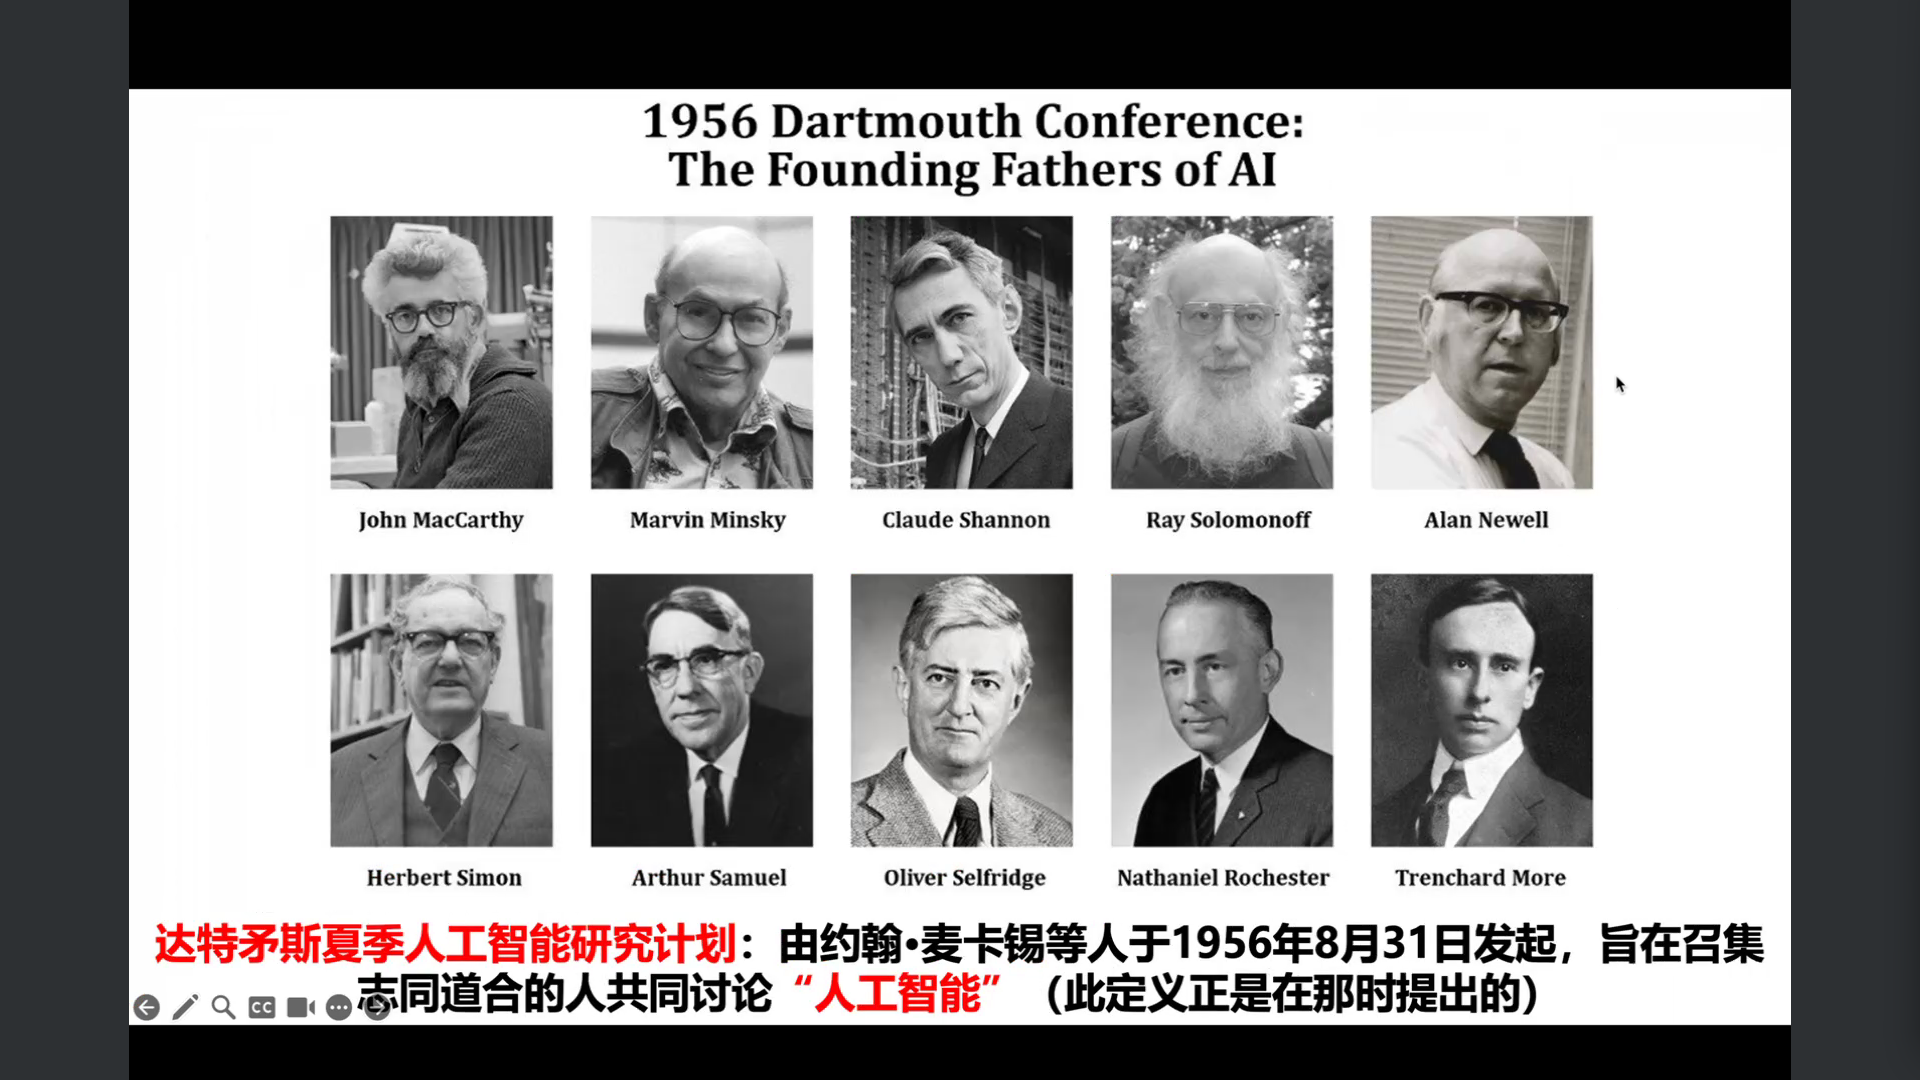 1956 Dartmouth Conference:
The Founding Fathers of AI
John MacCarthy
Marvin Minsky
Claude Shannon
Ray Solomonoff
Alan Newell
Herbert Simon
Arthur Samuel
Oliver Selfridge
Nathaniel Rochester
Trenchard More
达特矛斯夏季人工智能研究计划：由约翰·麦卡锡等人于1956年8月31日发起，旨在召集
志同道合的人共同讨论“人工智能”（此定义正是在那时提出的）
CC